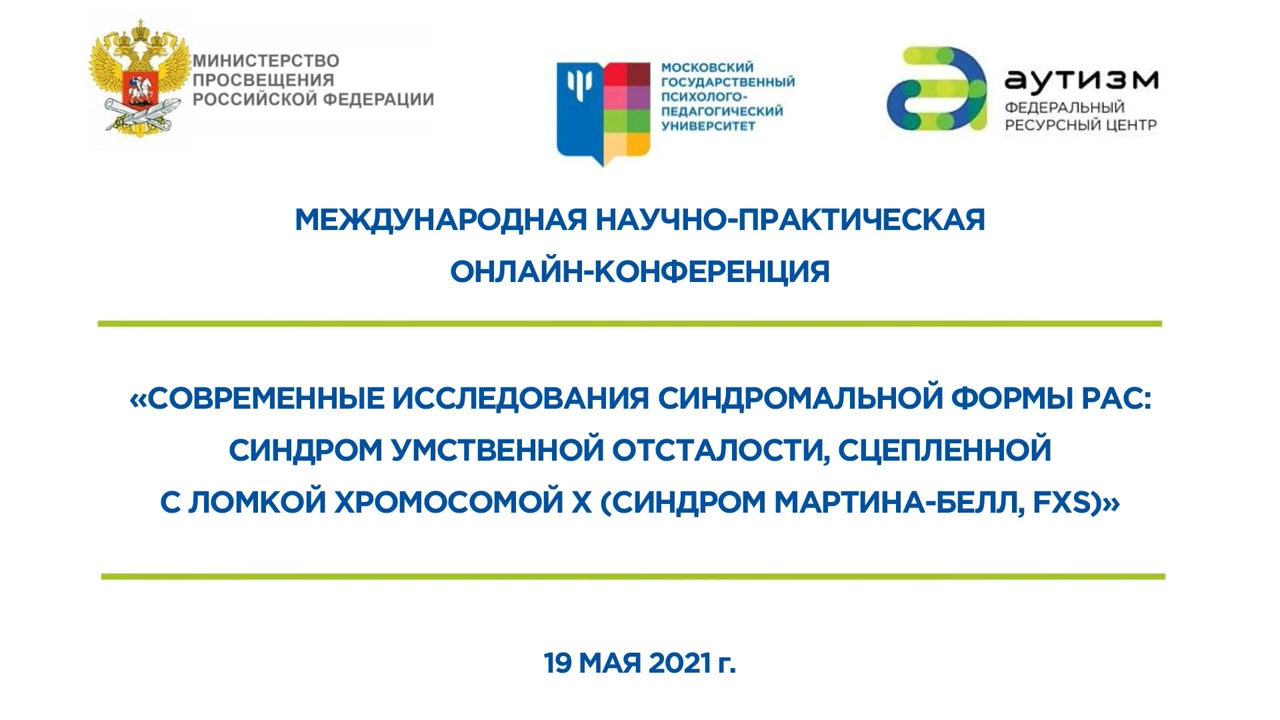 МИНИСТЕРСТВО
ПРОСВЕЩЕНИЯ
РОССИЙСКОЙ ФЕДЕРАЦИИ
МОСКОВСКИЙ
ГОСУДАРСТВЕННЫЙ
ПСИХОЛОГО-
ПЕДАГОГИЧЕСКИЙ
УНИВЕРСИТЕТ
аутизм
ФЕДЕРАЛЬНЫЙ
РЕСУРСНЫЙ ЦЕНТР
МЕЖДУНАРОДНАЯ НАУЧНО-ПРАКТИЧЕСКАЯ
ОНЛАЙН-КОНФЕРЕНЦИЯ
«СОВРЕМЕННЫЕ ИССЛЕДОВАНИЯ СИНДРОМАЛЬНОЙ ФОРМЫ РАС:
СИНДРОМ УМСТВЕННОЙ ОТСТАЛОСТИ, СЦЕПЛЕННОЙ
С ЛОМКОЙ ХРОМОСОМОЙ X (СИНДРОМ МАРТИНА-БЕЛЛ, FXS)»
19 МАЯ 2021 г.